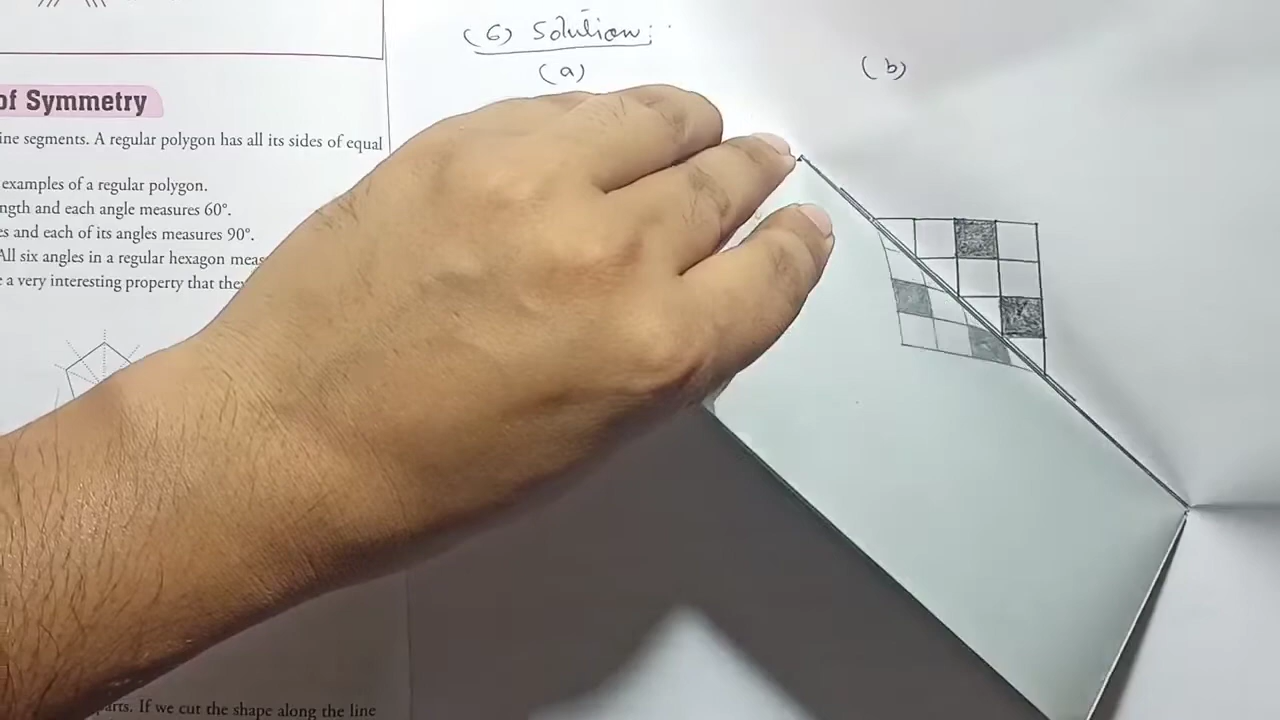 (6) Solution:
(a)
(b)
of Symmetry
ine segments. A regular polygon has all its sides of equal
examples of a regular polygon.
ngth and each angle measures 60°.
es and each of its angles measures 90°.
All six angles in a regular hexagon meas
a very interesting property that they
arts. If we cut the shape along the line